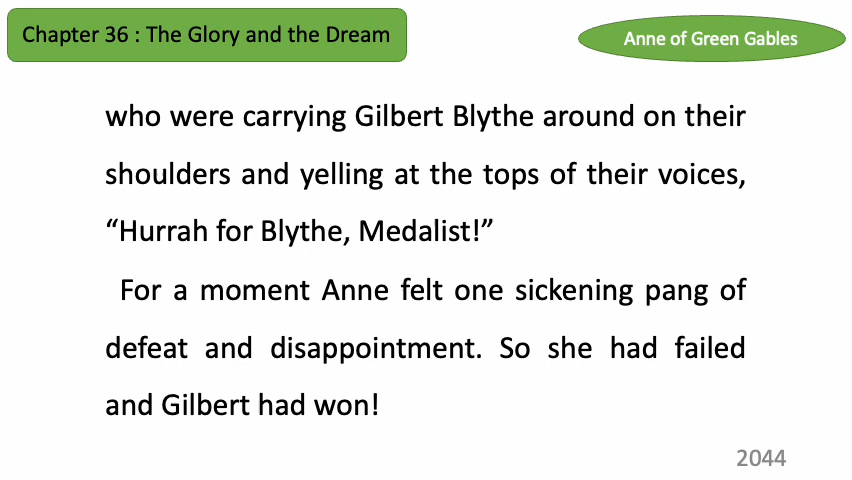 Chapter 36 : The Glory and the Dream
Anne of Green Gables
who were carrying Gilbert Blythe around on their
shoulders and yelling at the tops of their voices,
“Hurrah for Blythe, Medalist!”
For a moment Anne felt one sickening pang of
defeat and disappointment. So she had failed
and Gilbert had won!
2044